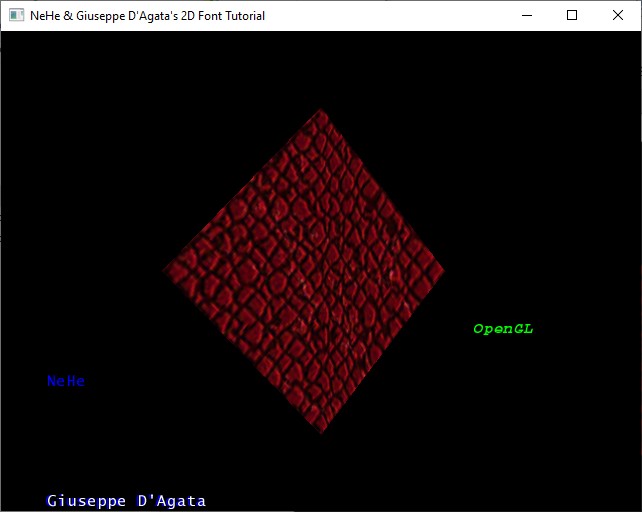 NeHe & Giuseppe D'Agata's 2D Font Tutorial
OpenGL
NeHe
Giuseppe D'Agata